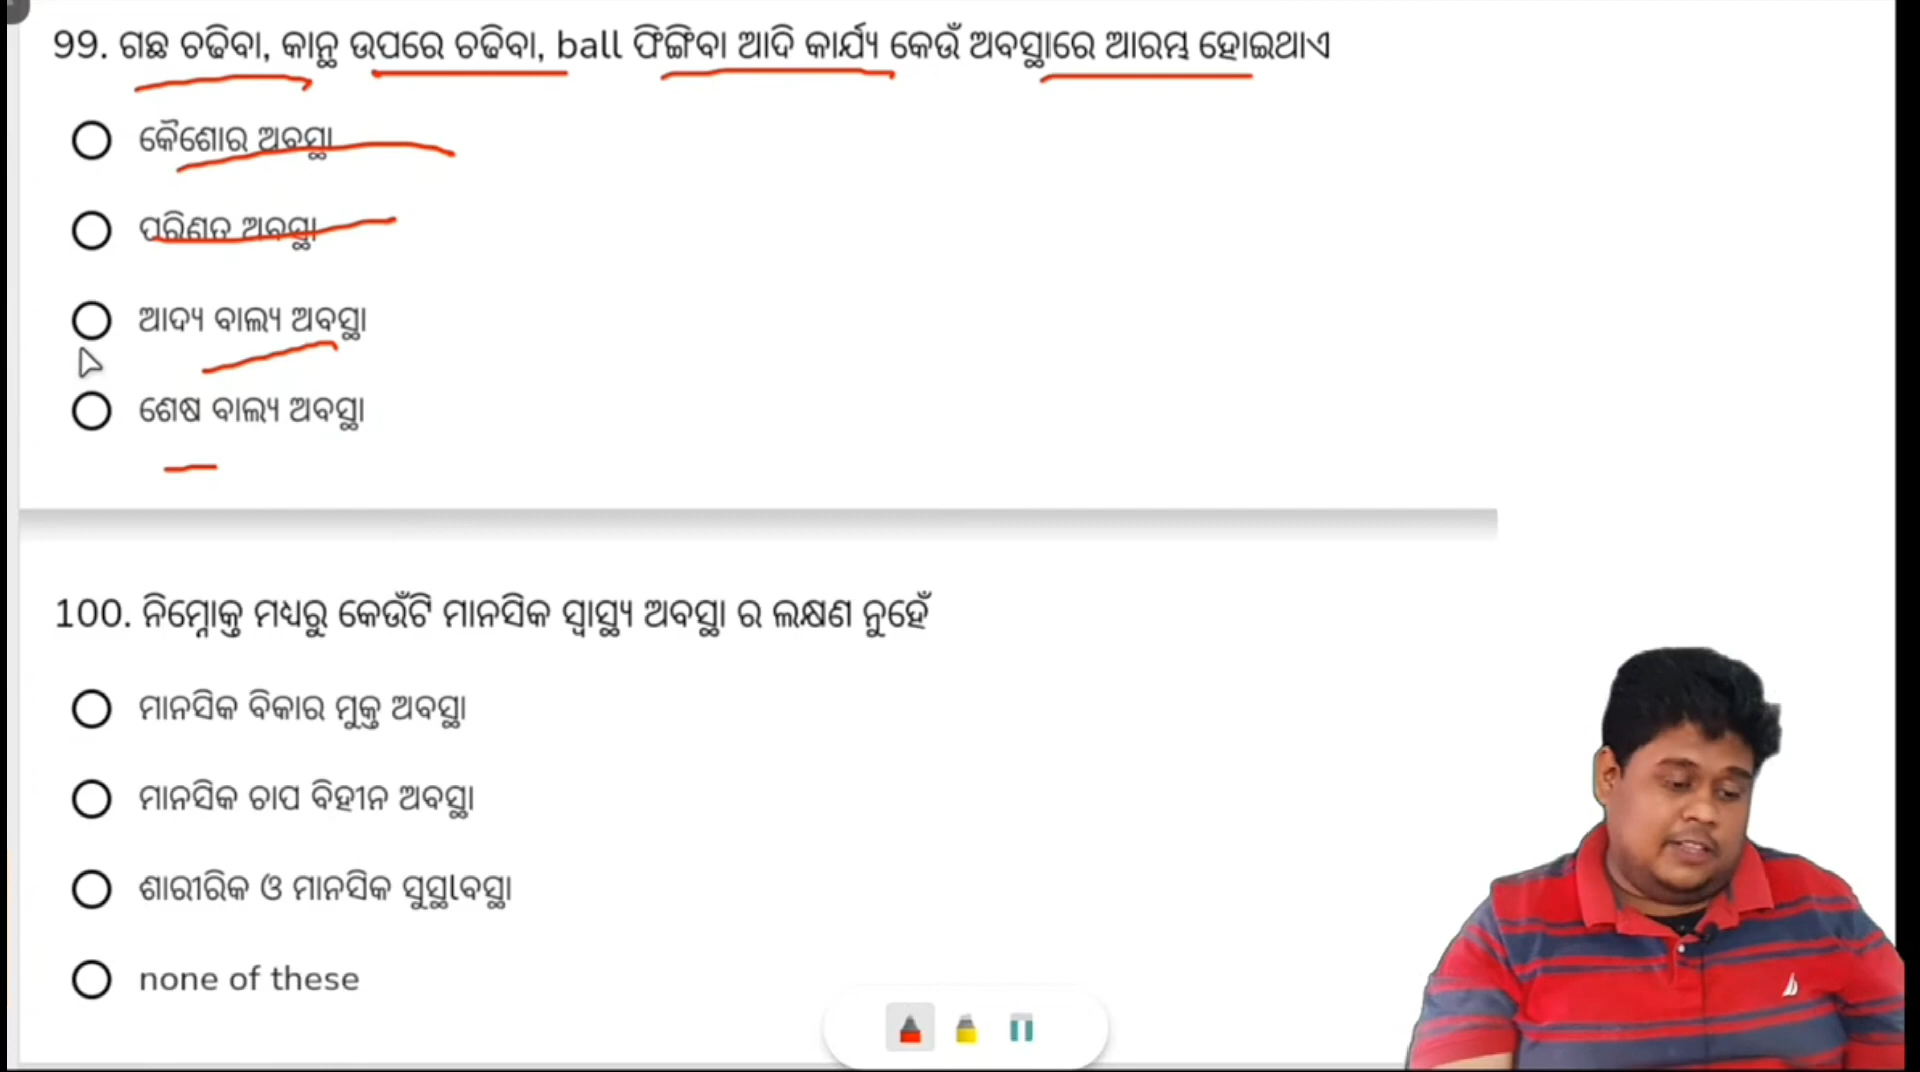 99. ଗଛ ଚଢିବା, କାନ୍ଥ ଉପରେ ଚଢିବା, ball ଫିଙ୍ଗିବା ଆଦି କାର୍ଯ୍ୟ କେଉଁ ଅବସ୍ଥାରେ ଆରମ୍ଭ ହୋଇଥାଏ
କୈଶୋର ଅବସ୍ଥା
ପରିଣତ ଅବସ୍ଥା
ଆଦ୍ୟ ବାଲ୍ୟ ଅବସ୍ଥା
ଶେଷ ବାଲ୍ୟ ଅବସ୍ଥା
100. ନିମ୍ନୋକ୍ତ ମଧ୍ୟରୁ କେଉଁଟି ମାନସିକ ସ୍ୱାସ୍ଥ୍ୟ ଅବସ୍ଥା ର ଲକ୍ଷଣ ନୁହେଁ
ମାନସିକ ବିକାର ମୁକ୍ତ ଅବସ୍ଥା
ମାନସିକ ଚାପ ବିହୀନ ଅବସ୍ଥା
ଶାରୀରିକ ଓ ମାନସିକ ସୁସ୍ଥlବସ୍ଥା
none of these